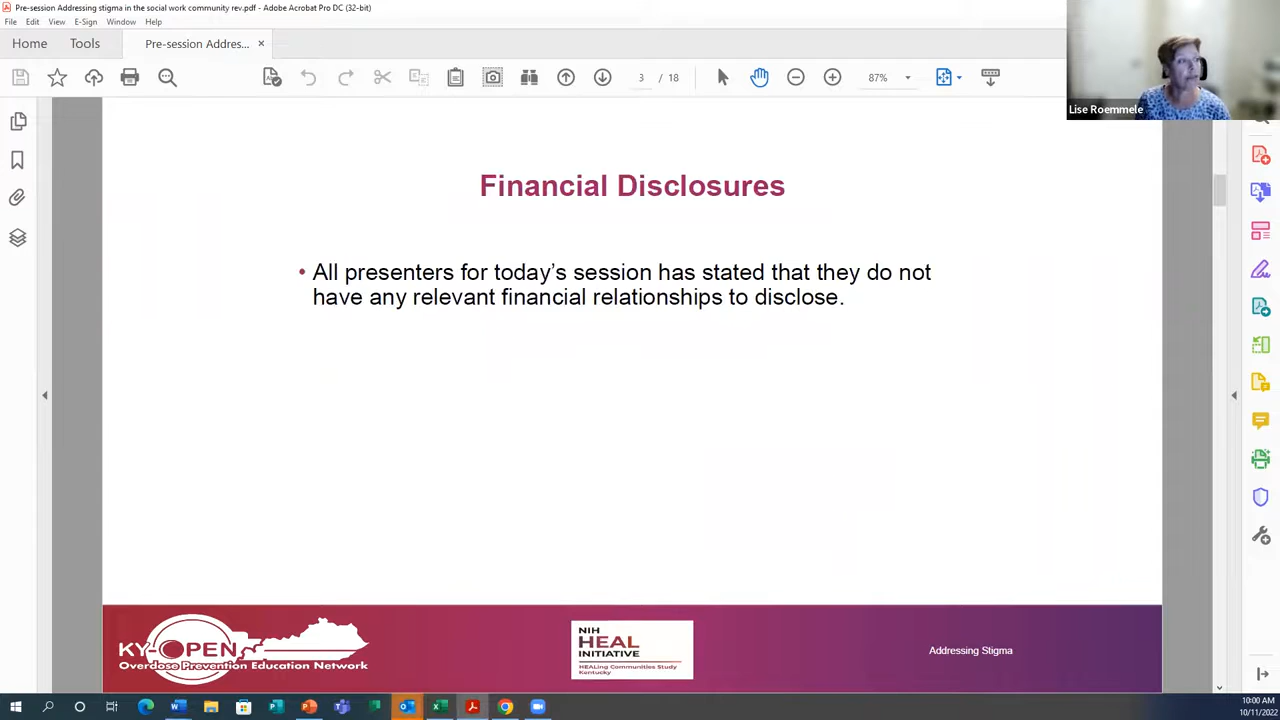 Pre-session Addressing stigma in the social work community rev.pdf - Adobe Acrobat Pro DC (32-bit)
File Edit View E-Sign Window Help
Home Tools Pre-session Addres... ×
3 / 18 87%
Lise Roemmele
Financial Disclosures
• All presenters for today’s session has stated that they do not
have any relevant financial relationships to disclose.
KY-OPEN
Overdose Prevention Education Network
NIH
HEAL
INITIATIVE
HEALing Communities Study
Kentucky
Addressing Stigma
10:00 AM
10/11/2022